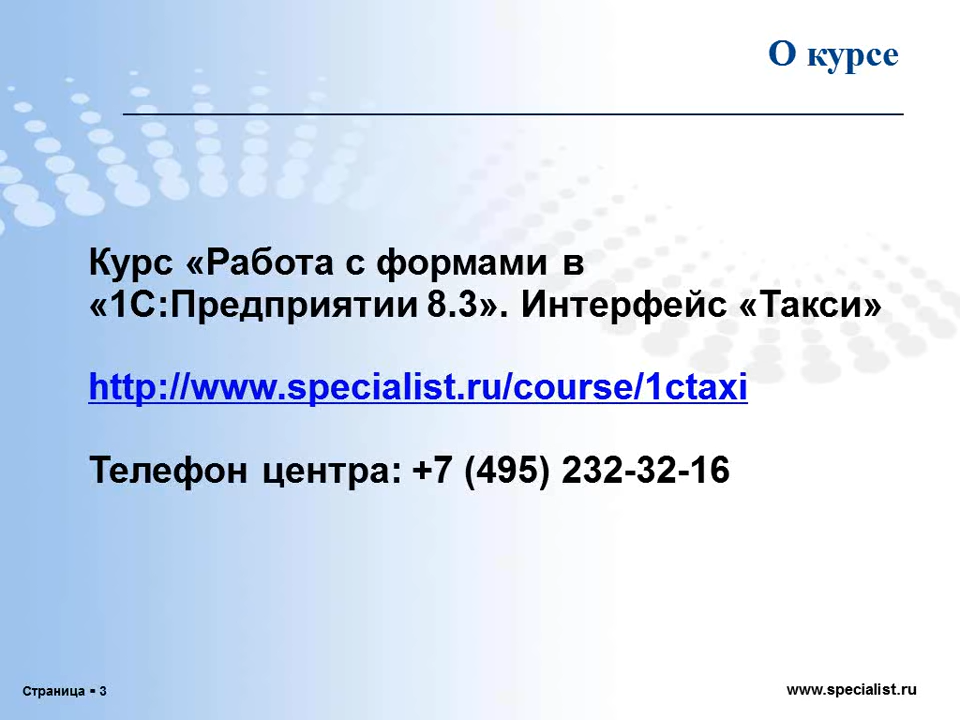 О курсе
Курс «Работа с формами в
«1С:Предприятии 8.3». Интерфейс «Такси»
http://www.specialist.ru/course/1ctaxi
Телефон центра: +7 (495) 232-32-16
Страница ▪ 3
www.specialist.ru